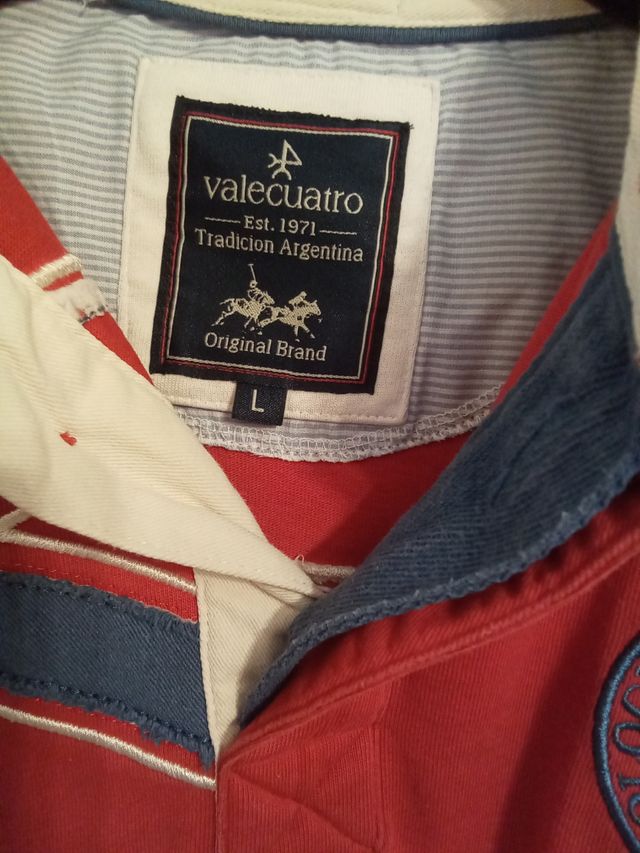 valecuatro
Est. 1971
Tradicion Argentina
Original Brand
L